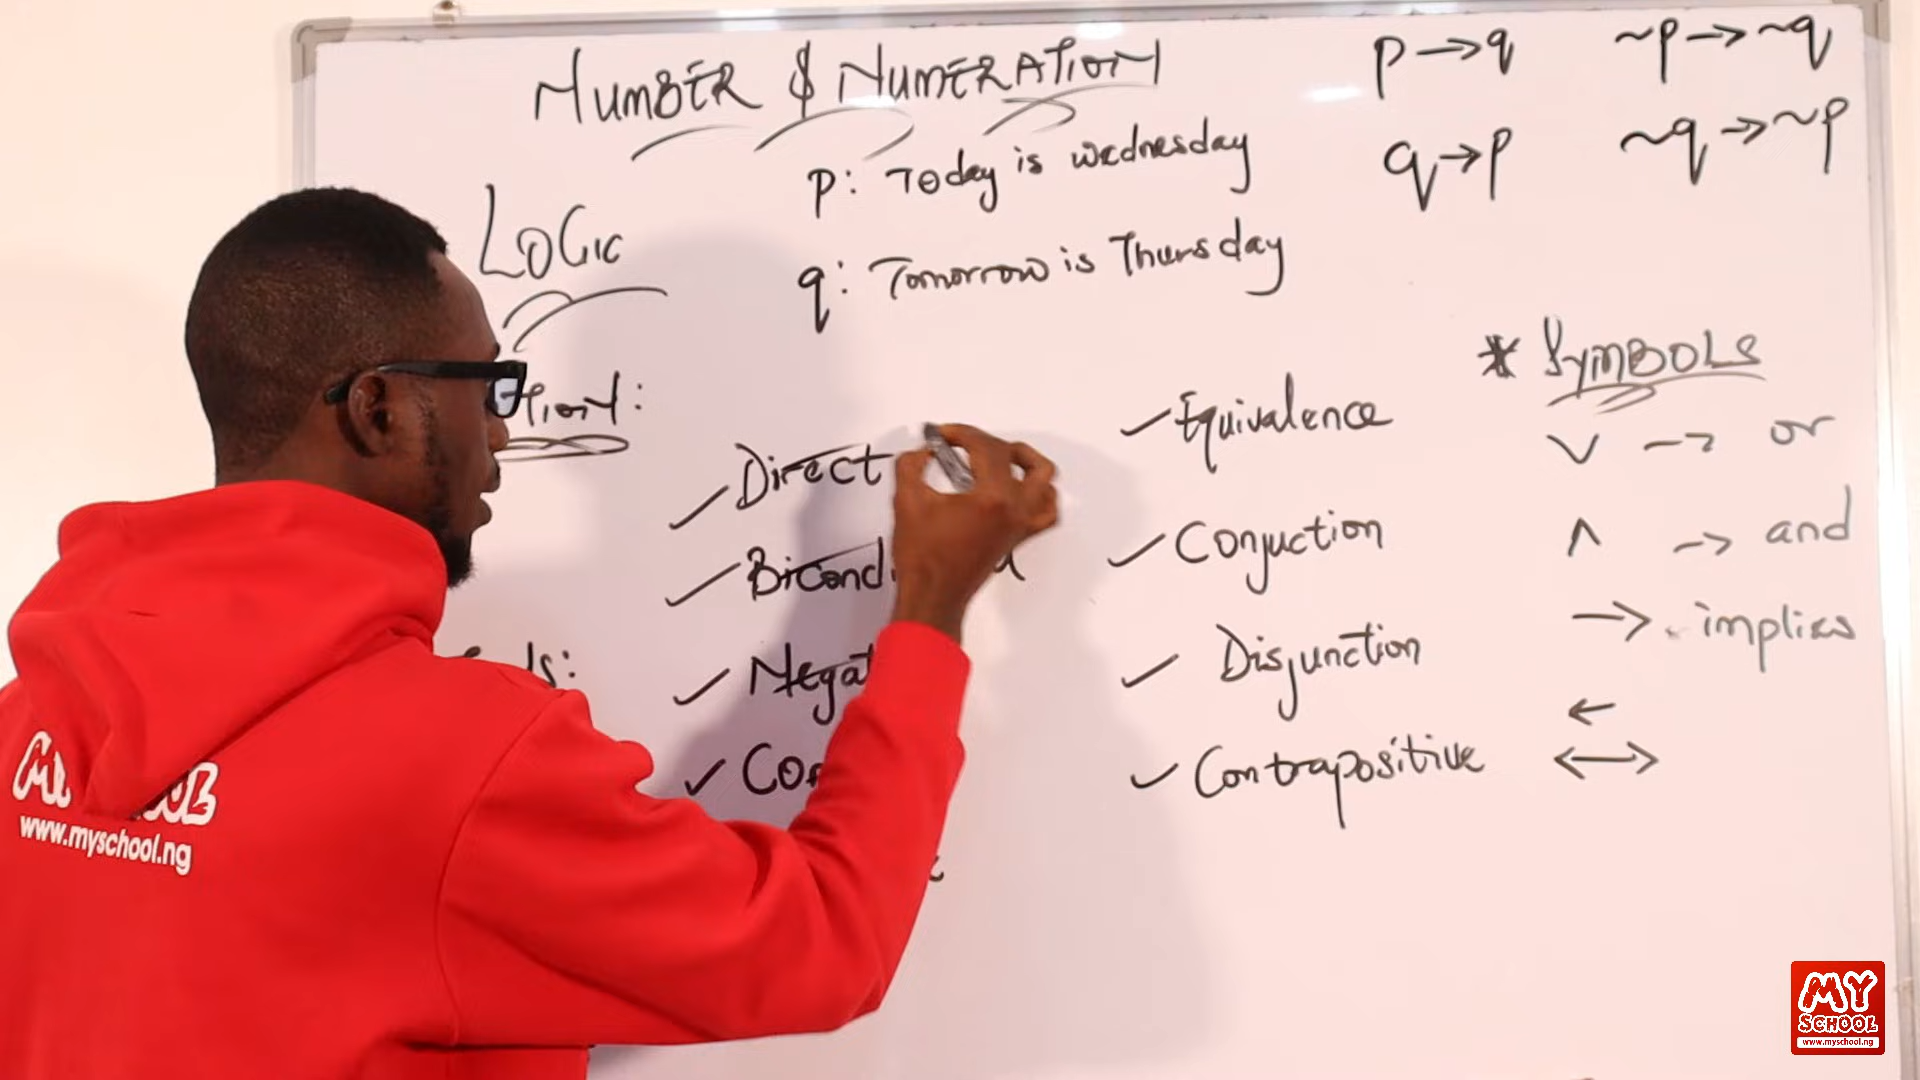 NUMBER & NUMERATION
p → q
~p → ~q
q → p
~q → ~p
p: Today is wednesday
LOGIC
q: Tomorrow is Thursday
* SYMBOLS
Direct
✓ Equivalence
∨ → or
✓ Conjuction
∧ → and
→ implies
✓ Disjunction
←
✓ Contrapositive
↔
www.myschool.ng
MY
SCHOOL
www.myschool.ng